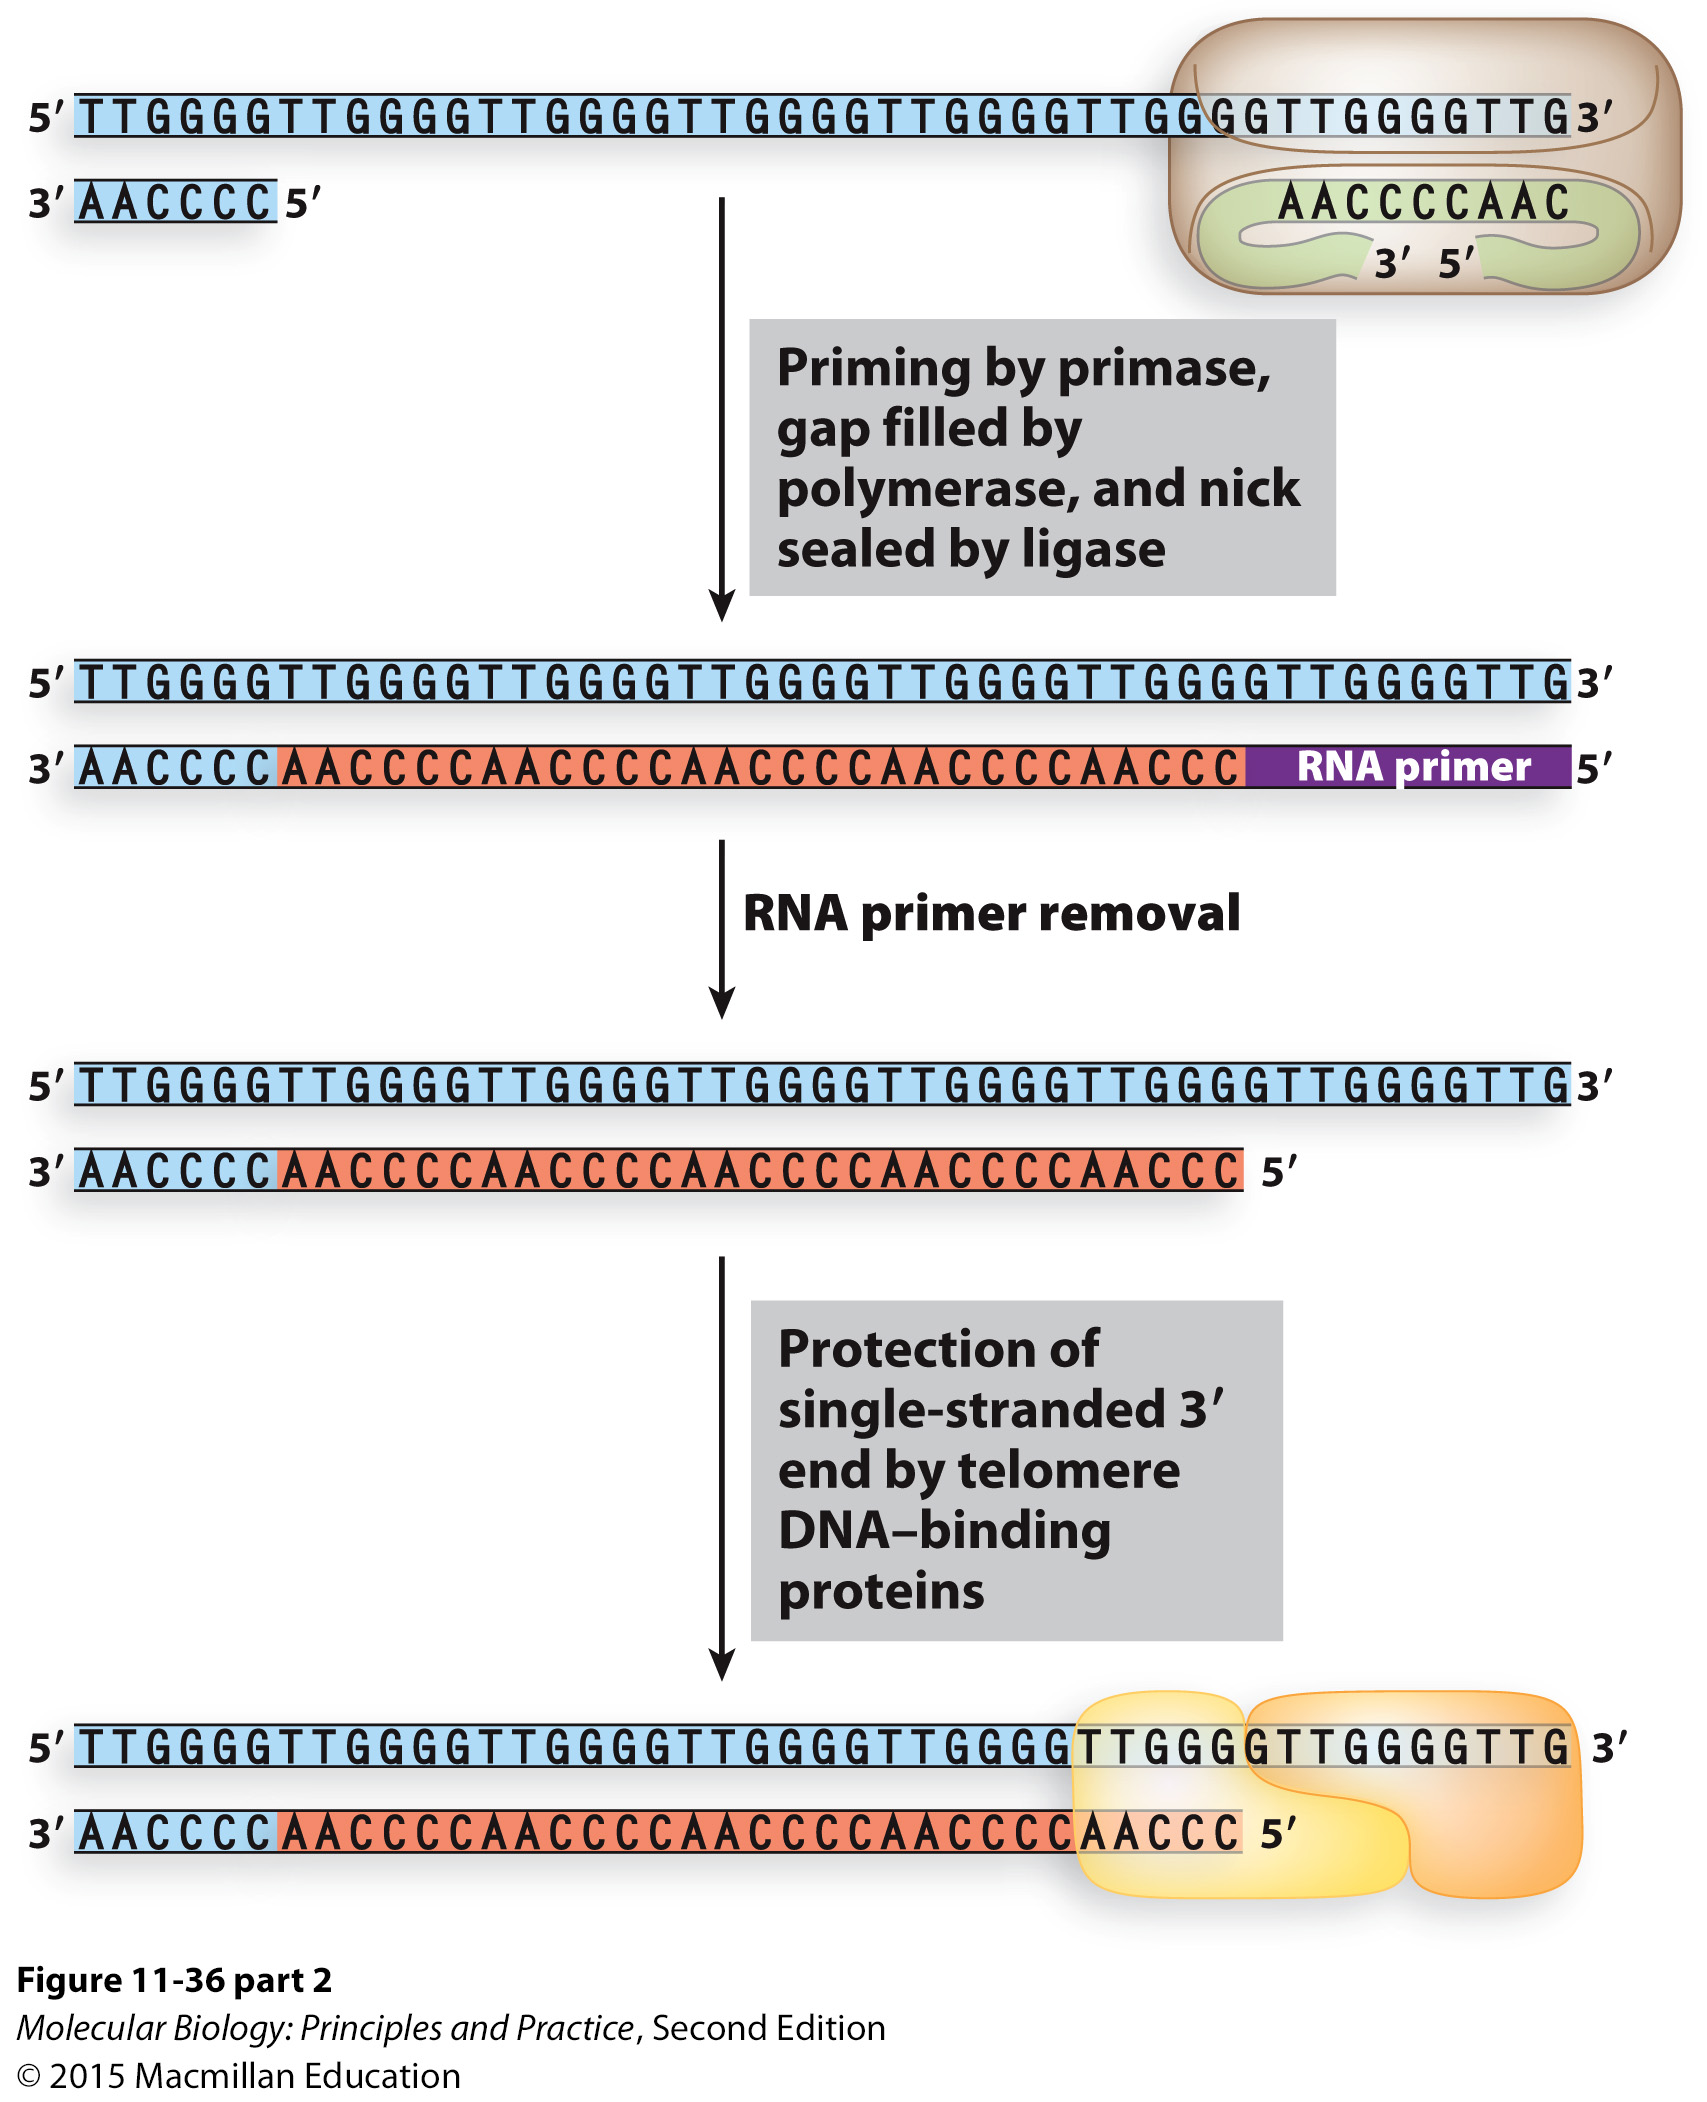 5′ TTGGGGTTGGGGTTGGGGTTGGGGTTGGGGTTGGGGTTGGGGTTG 3′
3′ AACCCC 5′
AACCCCAAC
3′ 5′
Priming by primase,
gap filled by
polymerase, and nick
sealed by ligase
5′ TTGGGGTTGGGGTTGGGGTTGGGGTTGGGGTTGGGGTTGGGGTTG 3′
3′ AACCCCAACCCCAACCCCAACCCCAACCCCAACCC RNA primer 5′
RNA primer removal
5′ TTGGGGTTGGGGTTGGGGTTGGGGTTGGGGTTGGGGTTGGGGTTG 3′
3′ AACCCCAACCCCAACCCCAACCCCAACCCCAACCC 5′
Protection of
single-stranded 3′
end by telomere
DNA–binding
proteins
5′ TTGGGGTTGGGGTTGGGGTTGGGGTTGGGGTTGGGGTTGGGGTTG 3′
3′ AACCCCAACCCCAACCCCAACCCCAACCCCAACCC 5′
Figure 11-36 part 2
Molecular Biology: Principles and Practice, Second Edition
© 2015 Macmillan Education